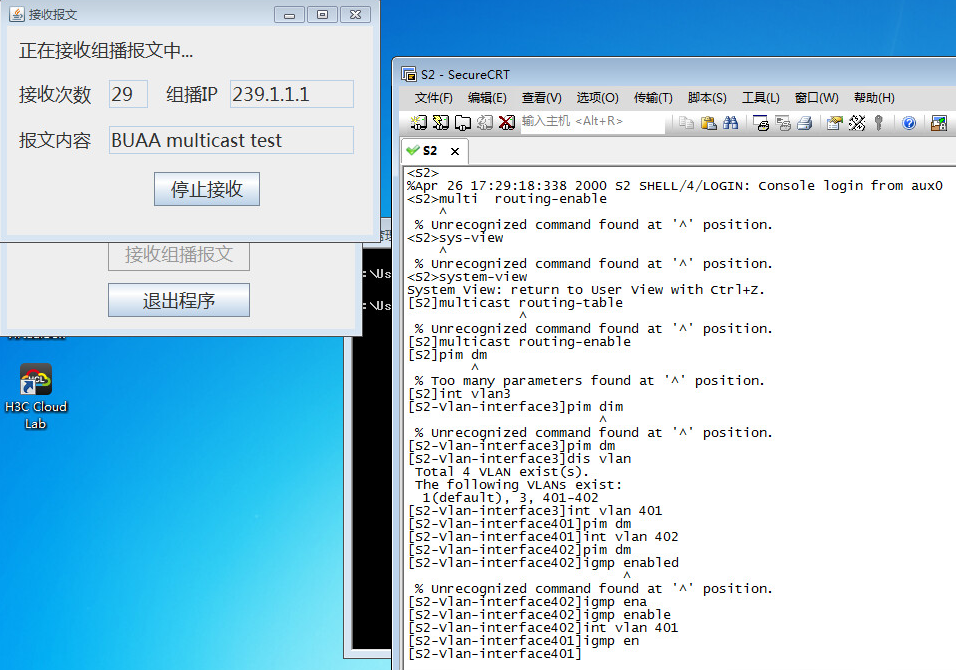 接收报文
正在接收组播报文中...
接收次数 29 组播IP 239.1.1.1
报文内容 BUAA multicast test
停止接收
接收组播报文
退出程序
H3C Cloud
Lab
:\Us
:\Us
S2 - SecureCRT
文件(F) 编辑(E) 查看(V) 选项(O) 传输(T) 脚本(S) 工具(L) 窗口(W) 帮助(H)
输入主机 <Alt+R>
S2
<S2>
%Apr 26 17:29:18:338 2000 S2 SHELL/4/LOGIN: Console login from aux0
<S2>multi  routing-enable
^
% Unrecognized command found at '^' position.
<S2>sys-view
^
% Unrecognized command found at '^' position.
<S2>system-view
System View: return to User View with Ctrl+Z.
[S2]multicast routing-table
^
% Unrecognized command found at '^' position.
[S2]multicast routing-enable
[S2]pim dm
^
% Too many parameters found at '^' position.
[S2]int vlan3
[S2-Vlan-interface3]pim dim
^
% Unrecognized command found at '^' position.
[S2-Vlan-interface3]pim dm
[S2-Vlan-interface3]dis vlan
Total 4 VLAN exist(s).
The following VLANs exist:
1(default), 3, 401-402
[S2-Vlan-interface3]int vlan 401
[S2-Vlan-interface401]pim dm
[S2-Vlan-interface401]int vlan 402
[S2-Vlan-interface402]pim dm
[S2-Vlan-interface402]igmp enabled
^
% Unrecognized command found at '^' position.
[S2-Vlan-interface402]igmp ena
[S2-Vlan-interface402]igmp enable
[S2-Vlan-interface402]int vlan 401
[S2-Vlan-interface401]igmp en
[S2-Vlan-interface401]